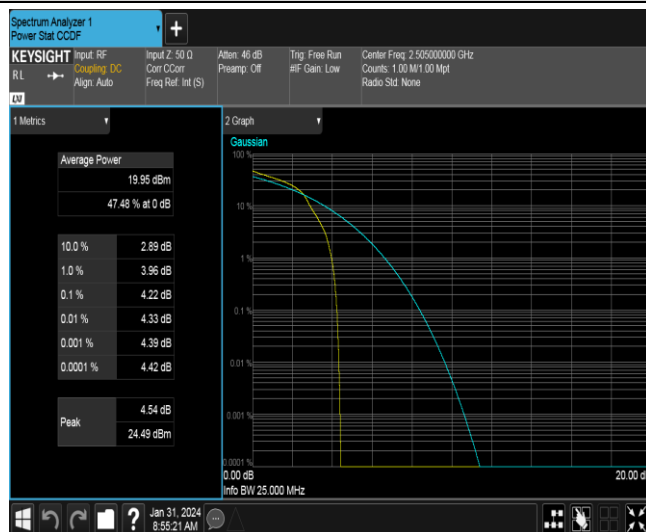 Spectrum Analyzer 1
Power Stat CCDF
+
KEYSIGHT
RL
LXI
Input: RF
Coupling: DC
Align: Auto
Input Z: 50 Ω
Corr CCorr
Freq Ref: Int (S)
Atten: 46 dB
Preamp: Off
Trig: Free Run
#IF Gain: Low
Center Freq: 2.505000000 GHz
Counts: 1.00 M/1.00 Mpt
Radio Std: None
1 Metrics
Average Power
19.95 dBm
47.48 % at 0 dB
10.0 % 2.89 dB
1.0 % 3.96 dB
0.1 % 4.22 dB
0.01 % 4.33 dB
0.001 % 4.39 dB
0.0001 % 4.42 dB
Peak
4.54 dB
24.49 dBm
2 Graph
Gaussian
100 %
10 %
1 %
0.1 %
0.01 %
0.001 %
0.0001 %
0.00 dB
20.00 d
Info BW 25.000 MHz
?
Jan 31, 2024
8:55:21 AM